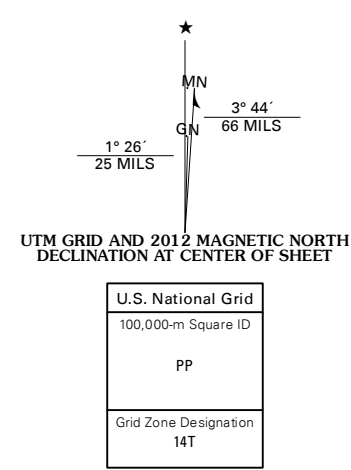 ★
MN
3° 44´
66 MILS
GN
1° 26´
25 MILS
UTM GRID AND 2012 MAGNETIC NORTH
DECLINATION AT CENTER OF SHEET
U.S. National Grid
100,000-m Square ID
PP
Grid Zone Designation
14T